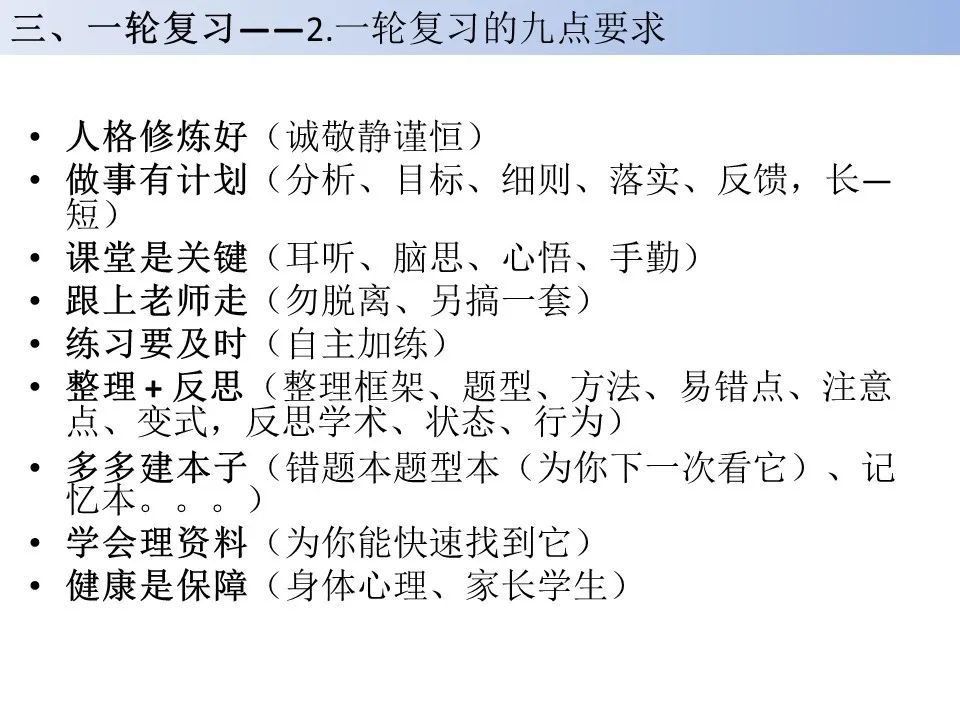 三、一轮复习——2.一轮复习的九点要求
• 人格修炼好（诚敬静谨恒）
• 做事有计划（分析、目标、细则、落实、反馈，长—
短）
• 课堂是关键（耳听、脑思、心悟、手勤）
• 跟上老师走（勿脱离、另搞一套）
• 练习要及时（自主加练）
• 整理＋反思（整理框架、题型、方法、易错点、注意
点、变式，反思学术、状态、行为）
• 多多建本子（错题本题型本（为你下一次看它）、记
忆本。。。）
• 学会理资料（为你能快速找到它）
• 健康是保障（身体心理、家长学生）